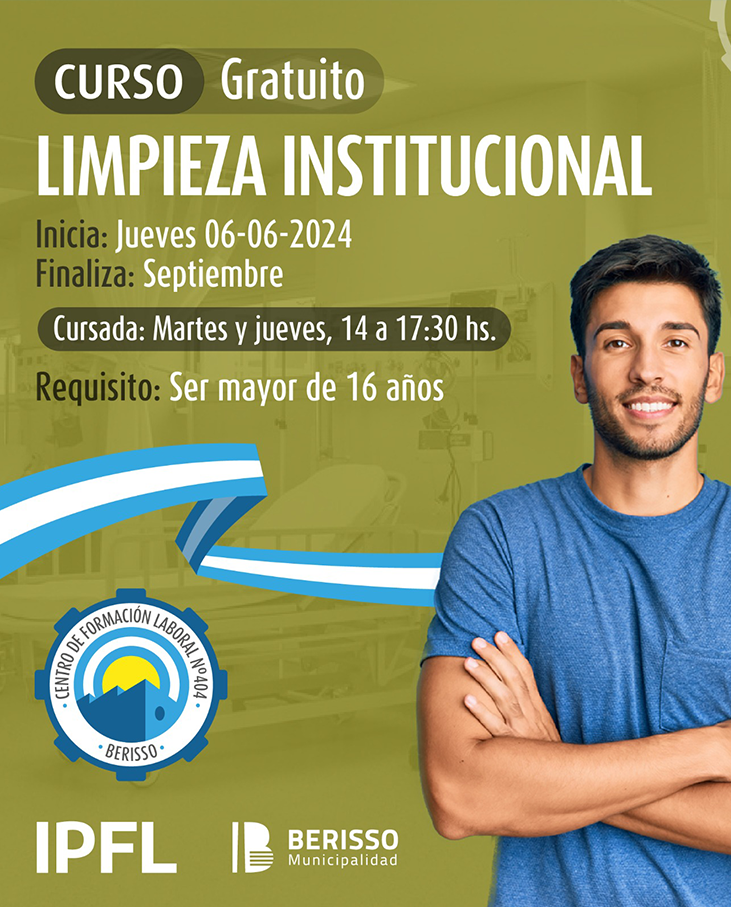 CURSO Gratuito
LIMPIEZA INSTITUCIONAL
Inicia: Jueves 06-06-2024
Finaliza: Septiembre
Cursada: Martes y jueves, 14 a 17:30 hs.
Requisito: Ser mayor de 16 años
CENTRO DE FORMACIÓN LABORAL Nº404
· BERISSO ·
IPFL
BERISSO
Municipalidad